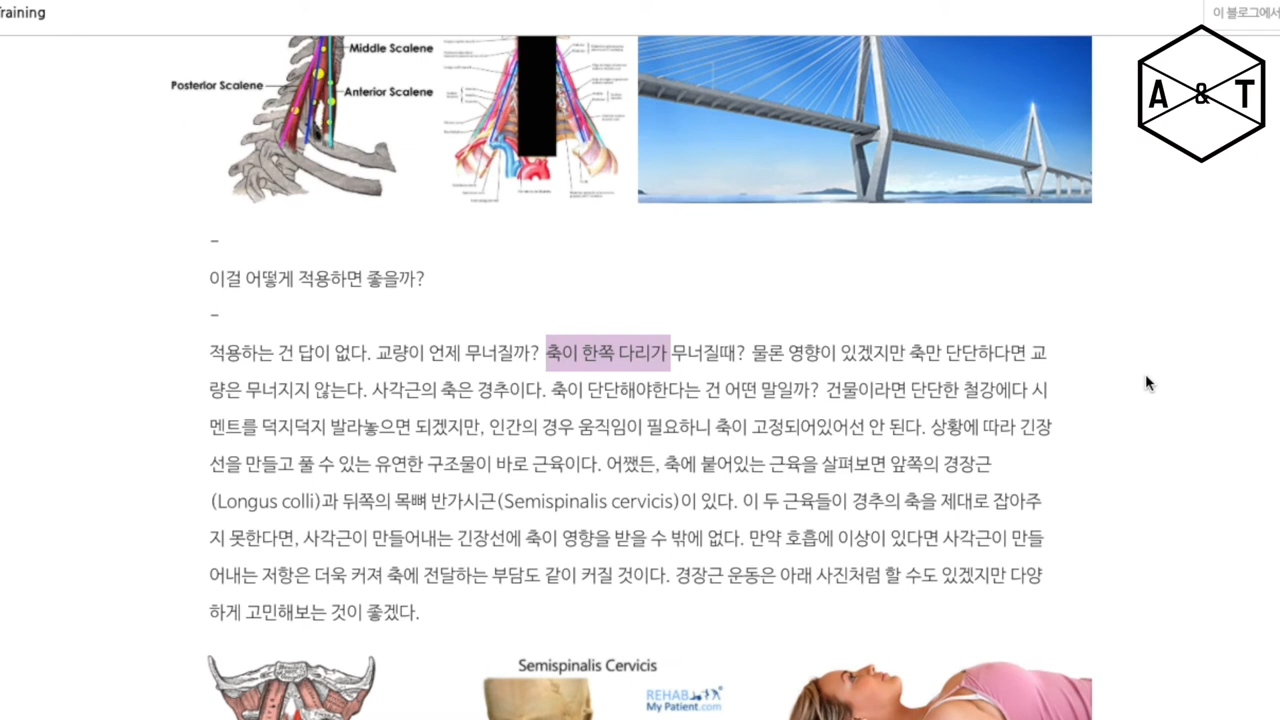 Training
이 블로그에서
A & T
Middle Scalene
Posterior Scalene
Anterior Scalene
–
이걸 어떻게 적용하면 좋을까?
–
적용하는 건 답이 없다. 교량이 언제 무너질까? 축이 한쪽 다리가 무너질때? 물론 영향이 있겠지만 축만 단단하다면 교
량은 무너지지 않는다. 사각근의 축은 경추이다. 축이 단단해야한다는 건 어떤 말일까? 건물이라면 단단한 철강에다 시
멘트를 덕지덕지 발라놓으면 되겠지만, 인간의 경우 움직임이 필요하니 축이 고정되어있어선 안 된다. 상황에 따라 긴장
선을 만들고 풀 수 있는 유연한 구조물이 바로 근육이다. 어쨌든, 축에 붙어있는 근육을 살펴보면 앞쪽의 경장근
(Longus colli)과 뒤쪽의 목뼈 반가시근(Semispinalis cervicis)이 있다. 이 두 근육들이 경추의 축을 제대로 잡아주
지 못한다면, 사각근이 만들어내는 긴장선에 축이 영향을 받을 수 밖에 없다. 만약 호흡에 이상이 있다면 사각근이 만들
어내는 저항은 더욱 커져 축에 전달하는 부담도 같이 커질 것이다. 경장근 운동은 아래 사진처럼 할 수도 있겠지만 다양
하게 고민해보는 것이 좋겠다.
Semispinalis Cervicis
REHAB
My Patient.com